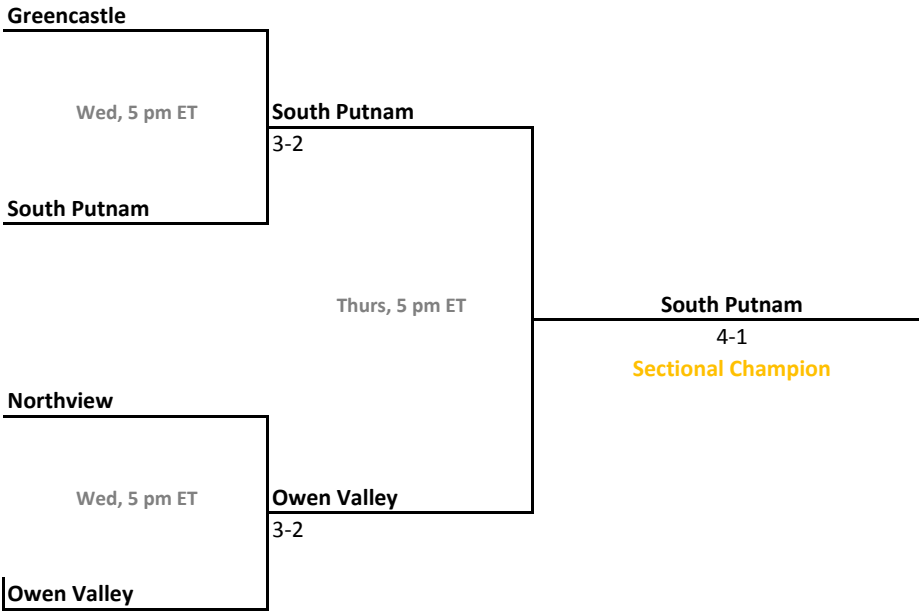 Greencastle
Wed, 5 pm ET
South Putnam
3-2
South Putnam
Thurs, 5 pm ET
South Putnam
4-1
Sectional Champion
Northview
Wed, 5 pm ET
Owen Valley
3-2
Owen Valley